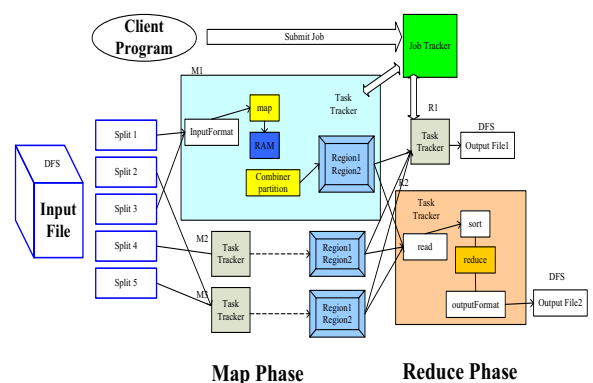 Client
Program
Submit Job
Job Tracker
M1
Task
Tracker
map
InputFormat
RAM
Combiner
partition
Region1
Region2
R1
Task
Tracker
DFS
Output File1
DFS
Input
File
Split 1
Split 2
Split 3
Split 4
Split 5
M2
Task
Tracker
Region1
Region2
M3
Task
Tracker
Region1
Region2
R2
Task
Tracker
sort
read
reduce
outputFormat
DFS
Output File2
Map Phase
Reduce Phase